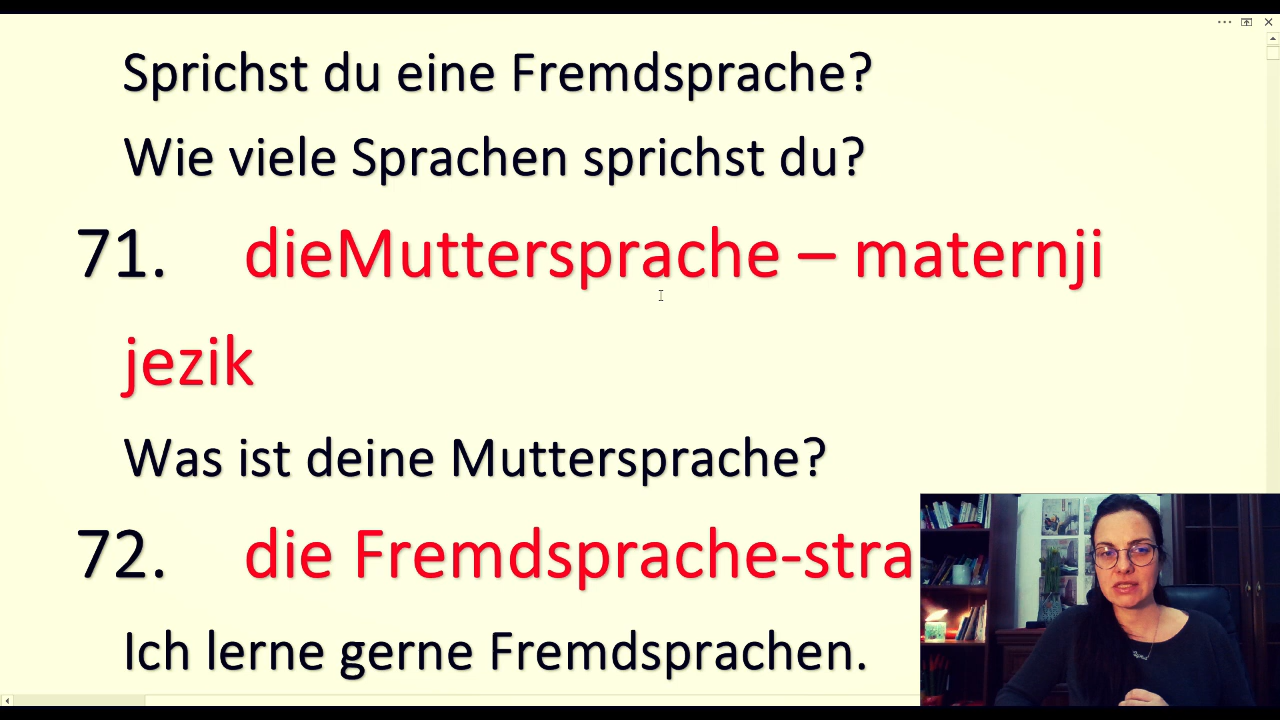 Sprichst du eine Fremdsprache?
Wie viele Sprachen sprichst du?
71. dieMuttersprache – maternji
jezik
Was ist deine Muttersprache?
72. die Fremdsprache-stra
Ich lerne gerne Fremdsprachen.